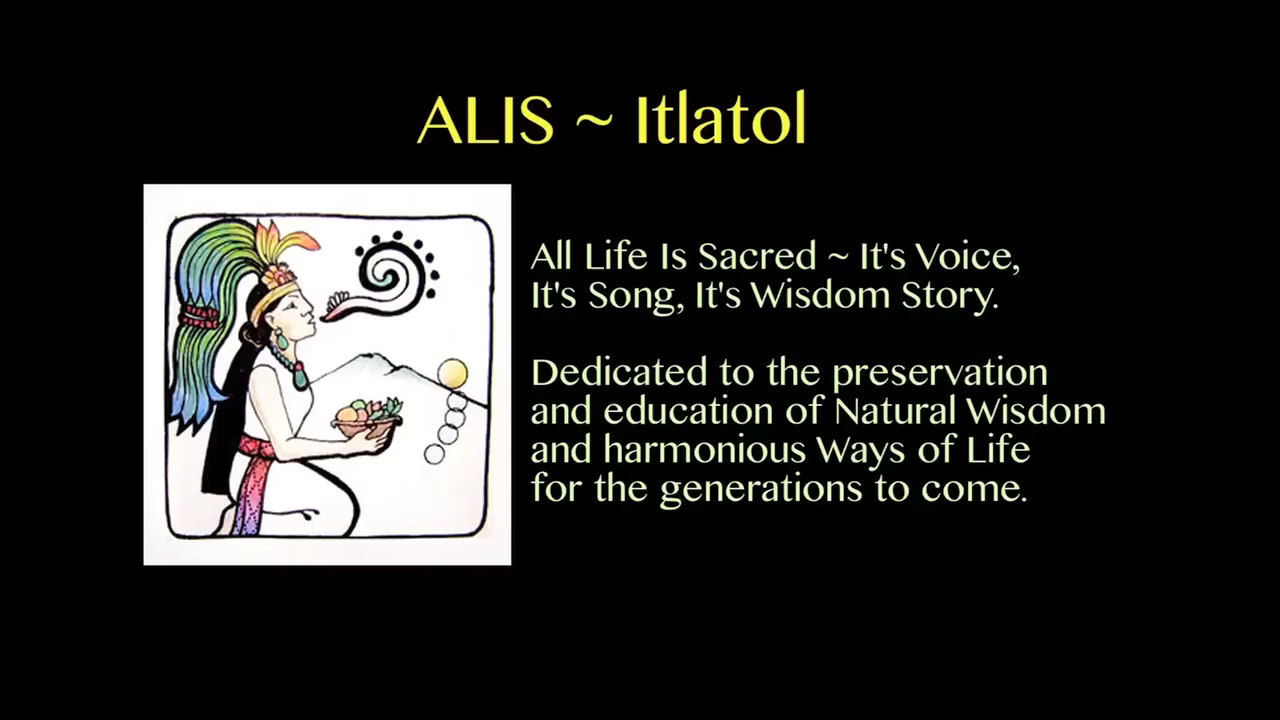 ALIS ~ Itlatol
All Life Is Sacred ~ It's Voice,
It's Song, It's Wisdom Story.
Dedicated to the preservation
and education of Natural Wisdom
and harmonious Ways of Life
for the generations to come.